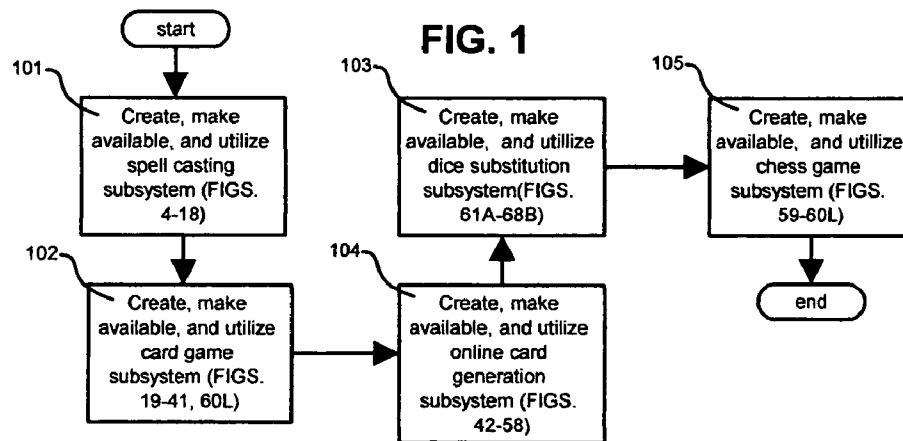 start
FIG. 1
101
Create, make
available, and utilize
spell casting
subsystem (FIGS.
4-18)
102
Create, make
available, and utilize
card game
subsystem (FIGS.
19-41, 60L)
103
Create, make
available, and utillize
dice substitution
subsystem(FIGS.
61A-68B)
104
Create, make
available, and utilize
online card
generation
subsystem (FIGS.
42-58)
105
Create, make
available, and utillize
chess game
subsystem (FIGS.
59-60L)
end